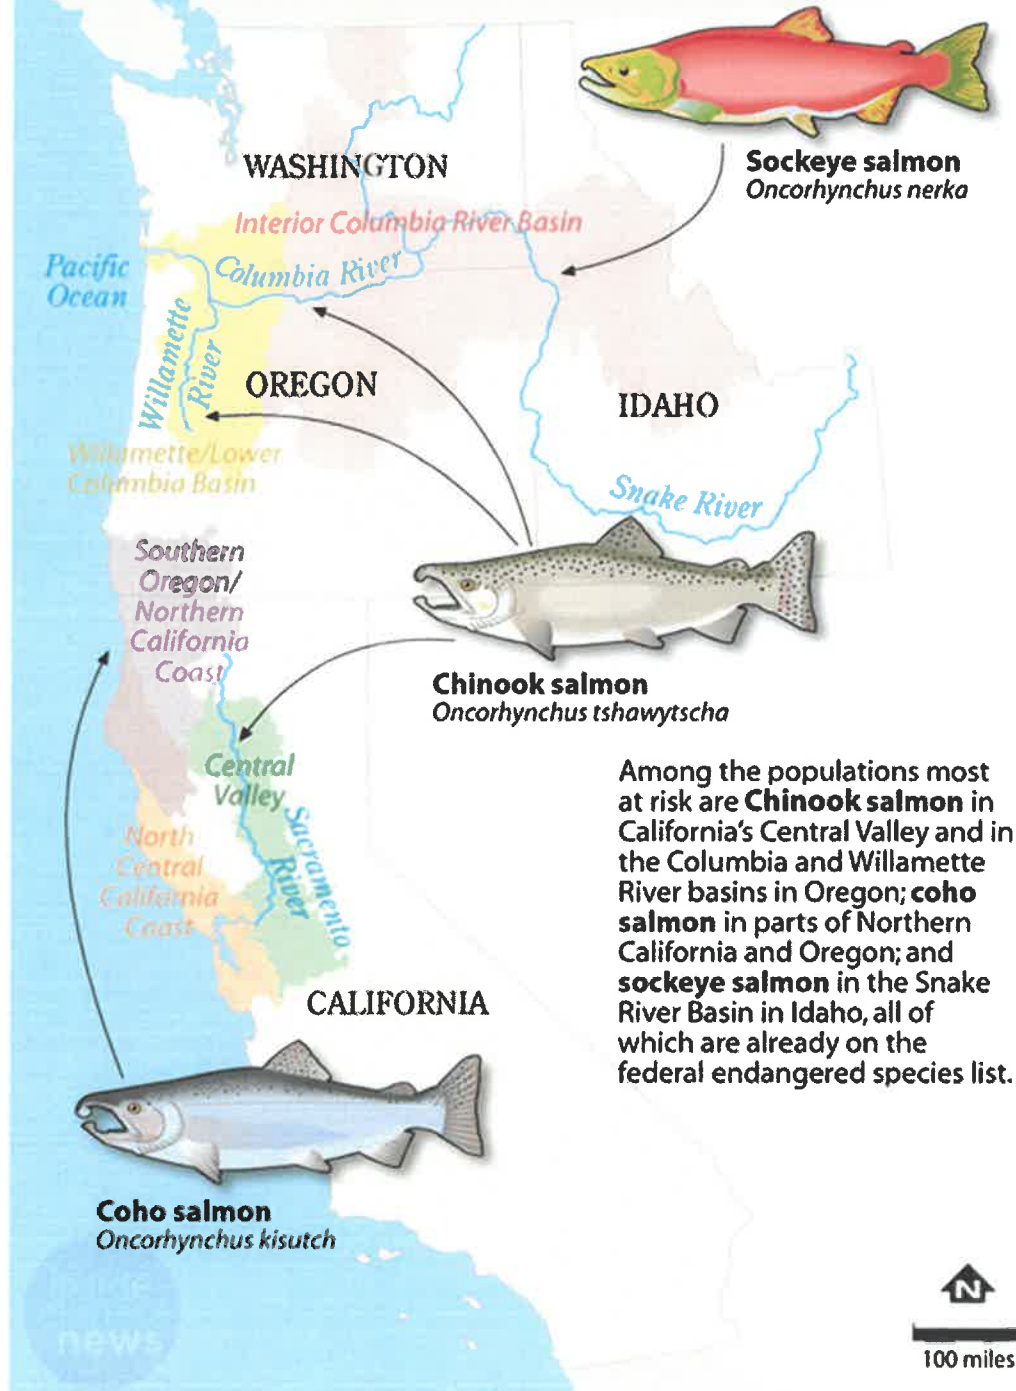 WASHINGTON
Sockeye salmon
Oncorhynchus nerka
Interior Columbia River Basin
Pacific
Ocean
Columbia River
Willamette
River
OREGON
IDAHO
Willamette/Lower
Columbia Basin
Snake River
Southern
Oregon/
Northern
California
Coast
Chinook salmon
Oncorhynchus tshawytscha
Central
Valley
Sacramento
River
North
Central
California
Coast
Among the populations most
at risk are Chinook salmon in
California's Central Valley and in
the Columbia and Willamette
River basins in Oregon; coho
salmon in parts of Northern
California and Oregon; and
sockeye salmon in the Snake
River Basin in Idaho, all of
which are already on the
federal endangered species list.
CALIFORNIA
Coho salmon
Oncorhynchus kisutch
news
N
100 miles